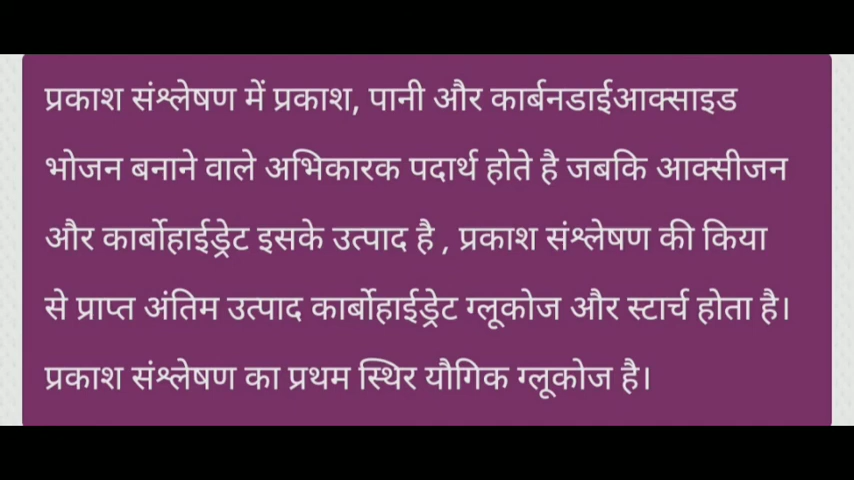 प्रकाश संश्लेषण में प्रकाश, पानी और कार्बनडाईआक्साइड
भोजन बनाने वाले अभिकारक पदार्थ होते है जबकि आक्सीजन
और कार्बोहाईड्रेट इसके उत्पाद है , प्रकाश संश्लेषण की किया
से प्राप्त अंतिम उत्पाद कार्बोहाईड्रेट ग्लूकोज और स्टार्च होता है।
प्रकाश संश्लेषण का प्रथम स्थिर यौगिक ग्लूकोज है।